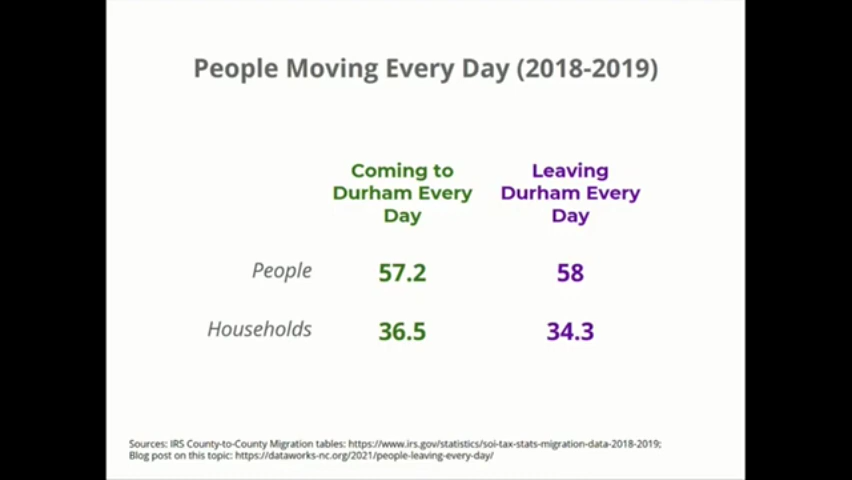 People Moving Every Day (2018-2019)
Coming to Leaving
Durham Every Durham Every
Day Day
People 57.2 58
Households 36.5 34.3
Sources: IRS County-to-County Migration tables: https://www.irs.gov/statistics/soi-tax-stats-migration-data-2018-2019;
Blog post on this topic: https://dataworks-nc.org/2021/people-leaving-every-day/